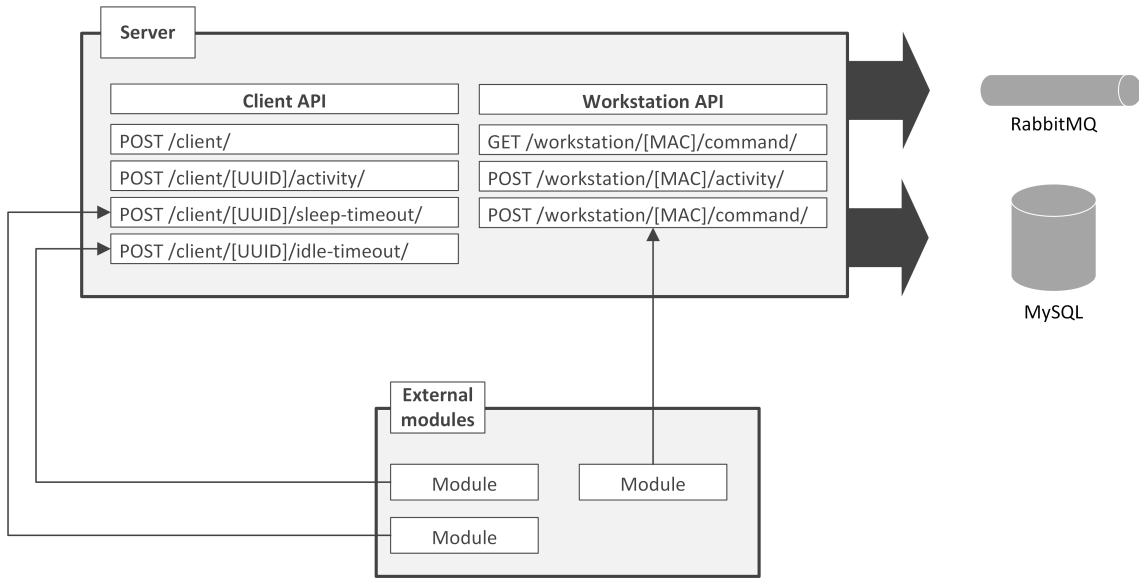 Server
Client API
POST /client/
POST /client/[UUID]/activity/
POST /client/[UUID]/sleep-timeout/
POST /client/[UUID]/idle-timeout/
Workstation API
GET /workstation/[MAC]/command/
POST /workstation/[MAC]/activity/
POST /workstation/[MAC]/command/
RabbitMQ
MySQL
External
modules
Module
Module
Module